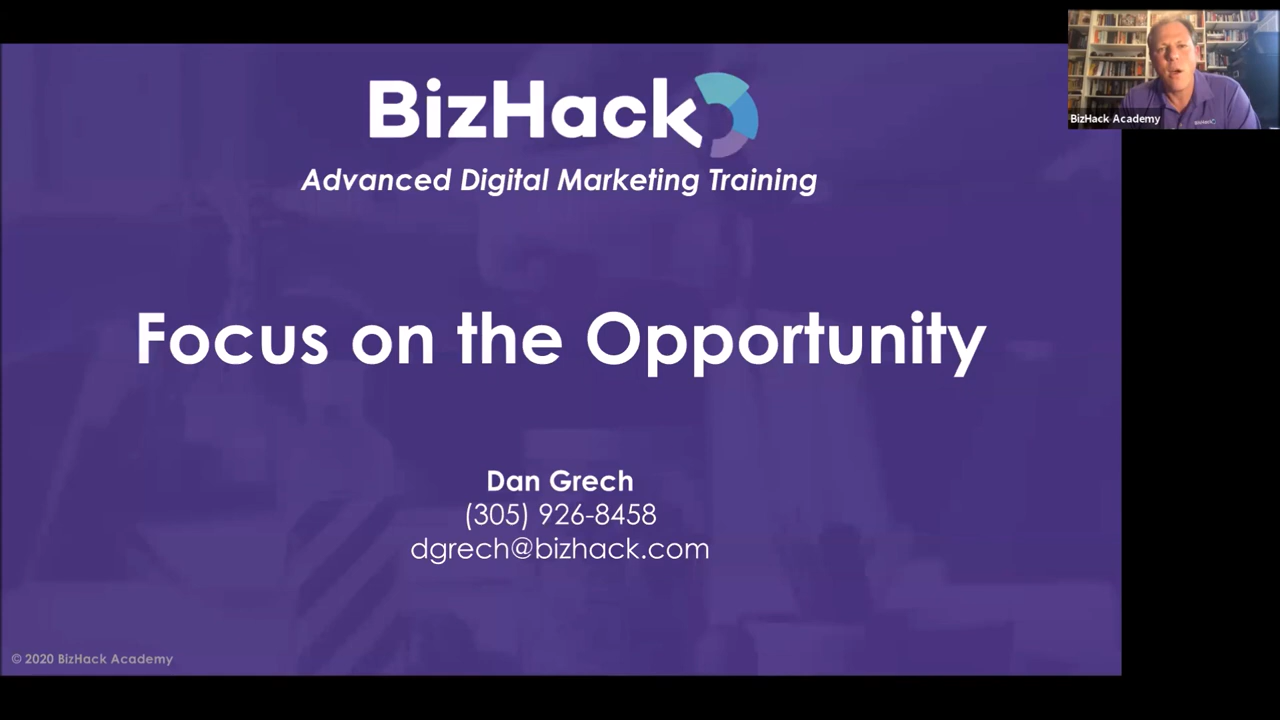 BizHack
Advanced Digital Marketing Training
Focus on the Opportunity
Dan Grech
(305) 926-8458
dgrech@bizhack.com
© 2020 BizHack Academy
BizHack Academy